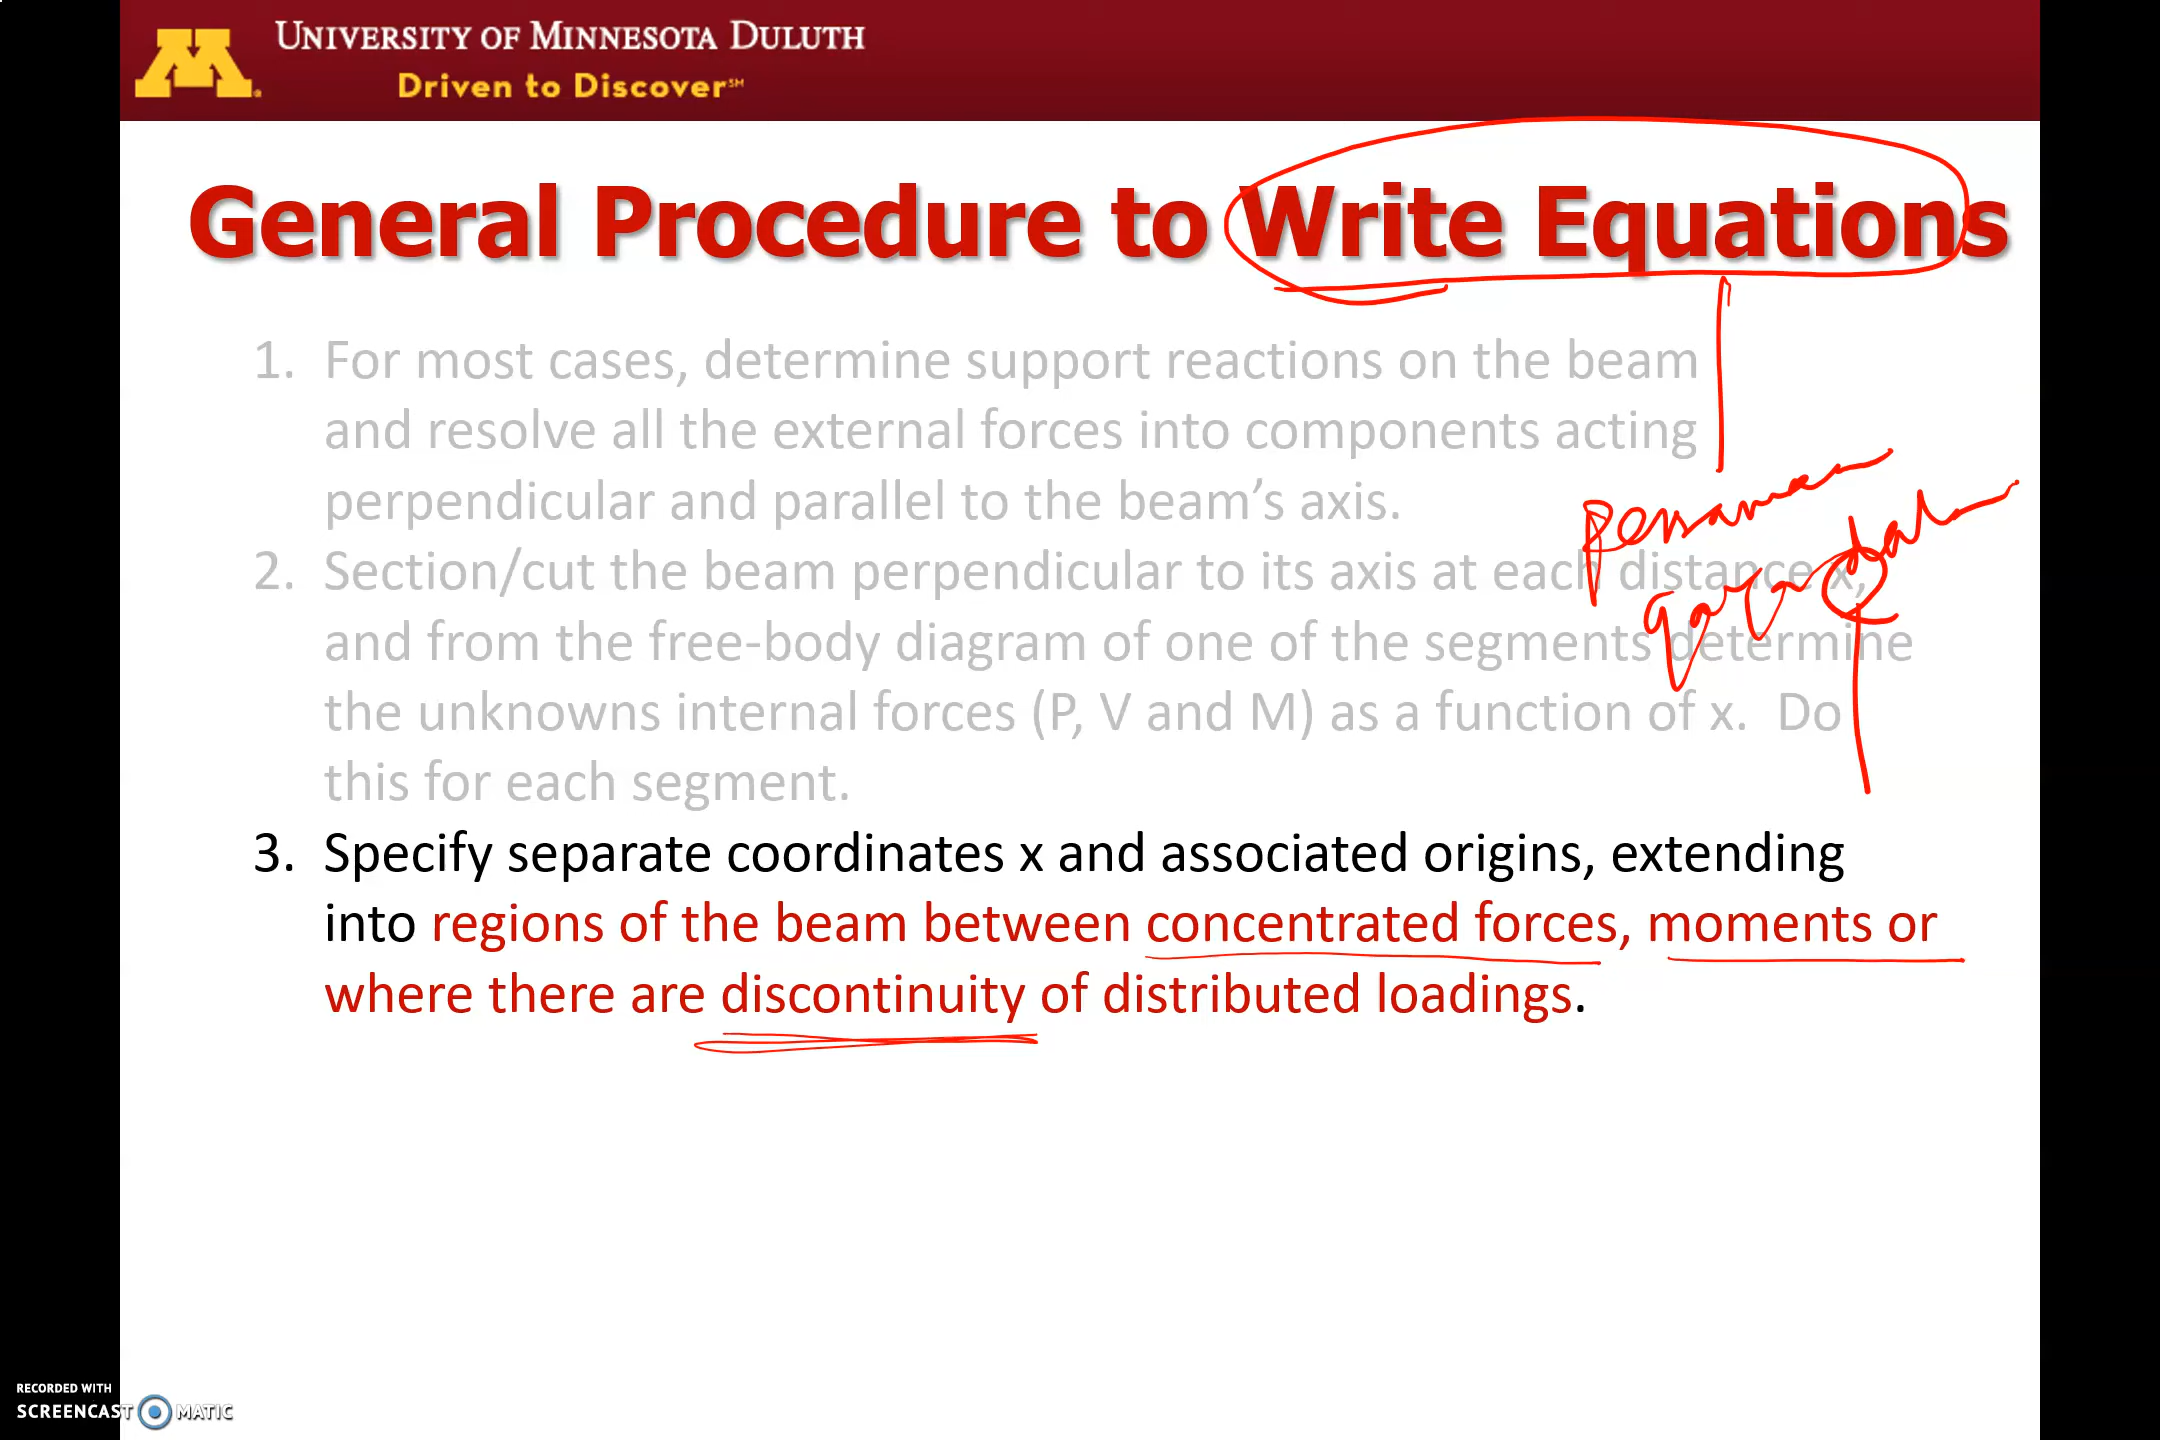 UNIVERSITY OF MINNESOTA DULUTH
Driven to Discover℠
General Procedure to Write Equations
1. For most cases, determine support reactions on the beam
and resolve all the external forces into components acting
perpendicular and parallel to the beam’s axis.
2. Section/cut the beam perpendicular to its axis at each distance x,
and from the free-body diagram of one of the segments determine
the unknowns internal forces (P, V and M) as a function of x. Do
this for each segment.
3. Specify separate coordinates x and associated origins, extending
into regions of the beam between concentrated forces, moments or
where there are discontinuity of distributed loadings.
RECORDED WITH
SCREENCAST MATIC